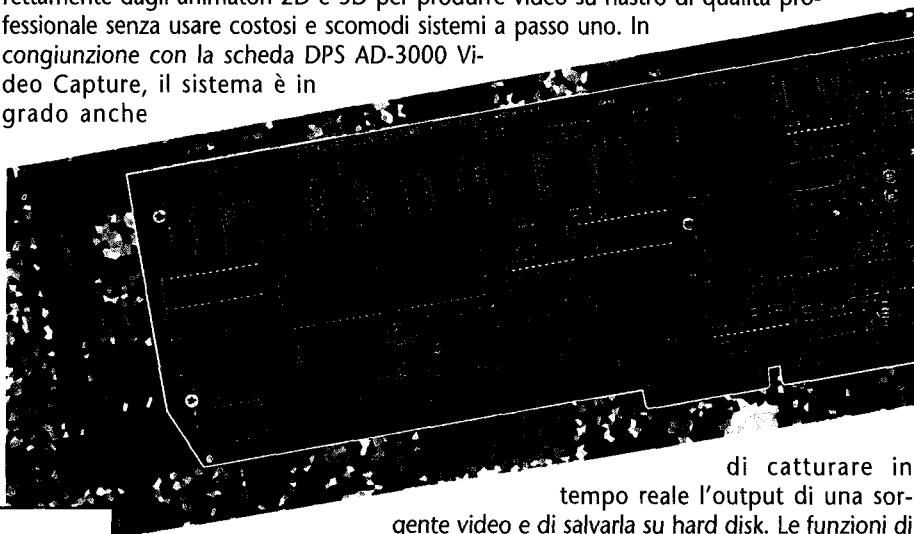 rettamente dagli animatori 2D e 3D per produrre video su nastro di qualità pro-
fessionale senza usare costosi e scomodi sistemi a passo uno. In
congiunzione con la scheda DPS AD-3000 Vi-
deo Capture, il sistema è in
grado anche
di catturare in
tempo reale l'output di una sor-
gente video e di salvarla su hard disk. Le funzioni di